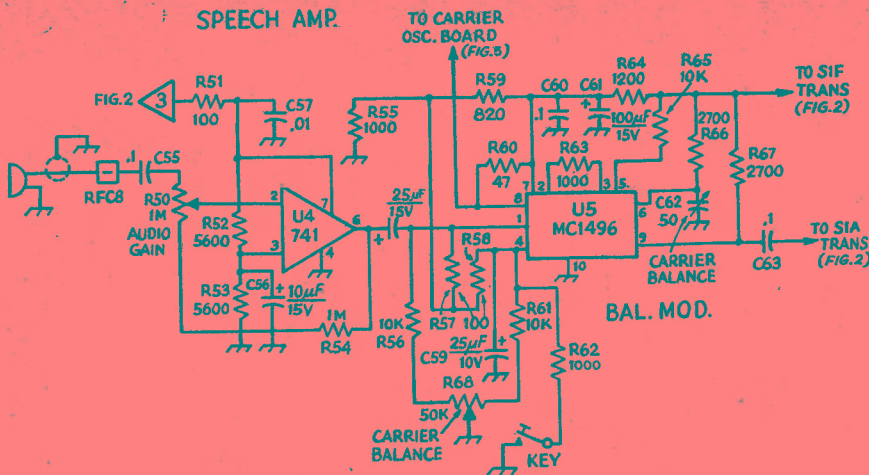 SPEECH AMP.
TO CARRIER
OSC. BOARD
(FIG.3)
FIG.2
3
R51
100
C57
.01
R55
1000
R59
820
C60
.1
C61
+
100µF
15V
R64
1200
R65
10K
TO S1F
TRANS
(FIG.2)
2700
R66
R67
2700
R60
47
R63
1000
.1
C55
RFC8
R50
1M
AUDIO
GAIN
R52
5600
R53
5600
2
3
7
6
4
U4
741
C56
+
10µF
15V
1M
R54
25µF
15V
+
R58
R57
100
7
2
3
5
8
1
4
6
9
10
U5
MC1496
C62
50
CARRIER
BALANCE
.1
C63
TO S1A
TRANS
(FIG.2)
BAL. MOD.
10K
R56
C59
25µF
10V
+
R61
10K
R62
1000
R68
50K
CARRIER
BALANCE
KEY